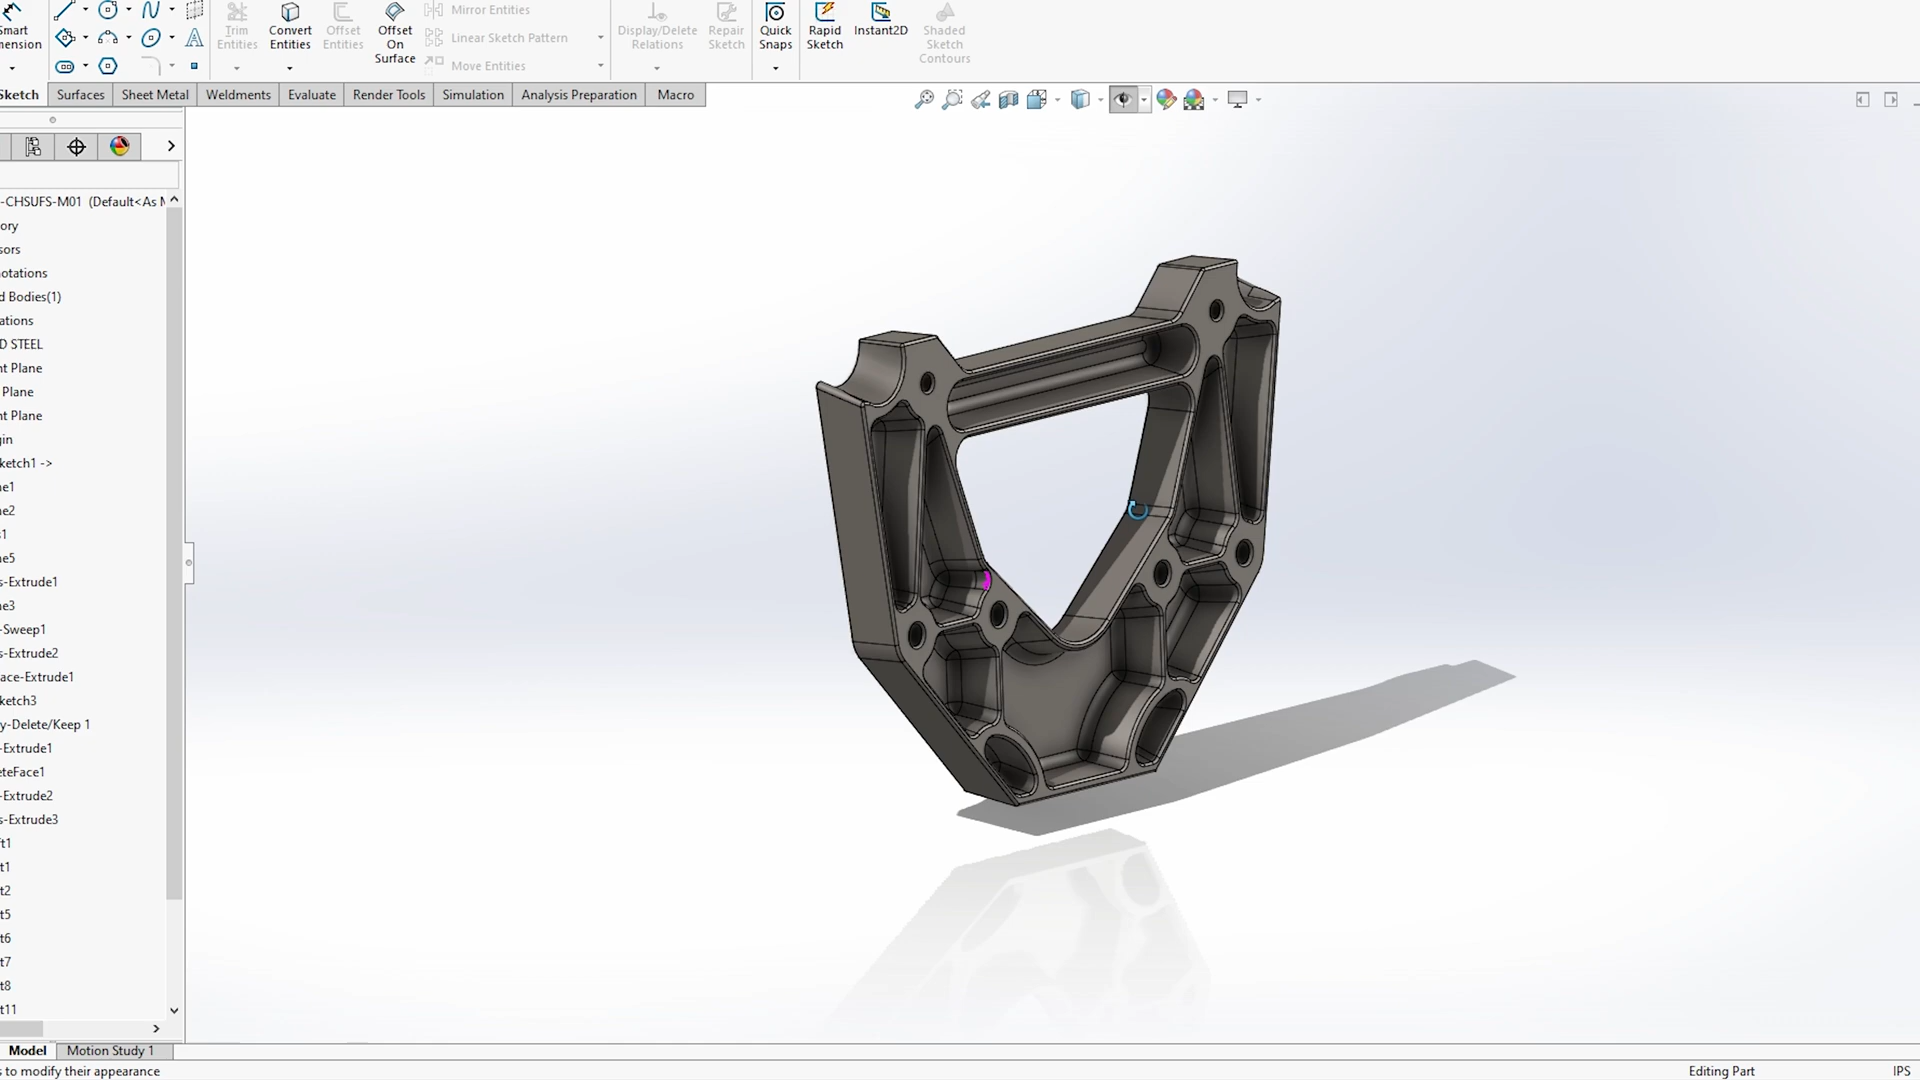 Smart
mension
Trim
Entities
Convert
Entities
Offset
Entities
Offset
On
Surface
Mirror Entities
Linear Sketch Pattern
Move Entities
Display/Delete
Relations
Repair
Sketch
Quick
Snaps
Rapid
Sketch
Instant2D
Shaded
Sketch
Contours
Sketch
Surfaces
Sheet Metal
Weldments
Evaluate
Render Tools
Simulation
Analysis Preparation
Macro
-CHSUFS-M01 (Default<As M
ory
sors
notations
d Bodies(1)
ations
D STEEL
nt Plane
Plane
nt Plane
gin
ketch1 ->
ne1
ne2
s1
ne5
s-Extrude1
ne3
-Sweep1
s-Extrude2
ace-Extrude1
ketch3
y-Delete/Keep 1
-Extrude1
eteFace1
-Extrude2
s-Extrude3
ft1
t1
t2
t5
t6
t7
t8
t11
Model
Motion Study 1
s to modify their appearance
Editing Part
IPS